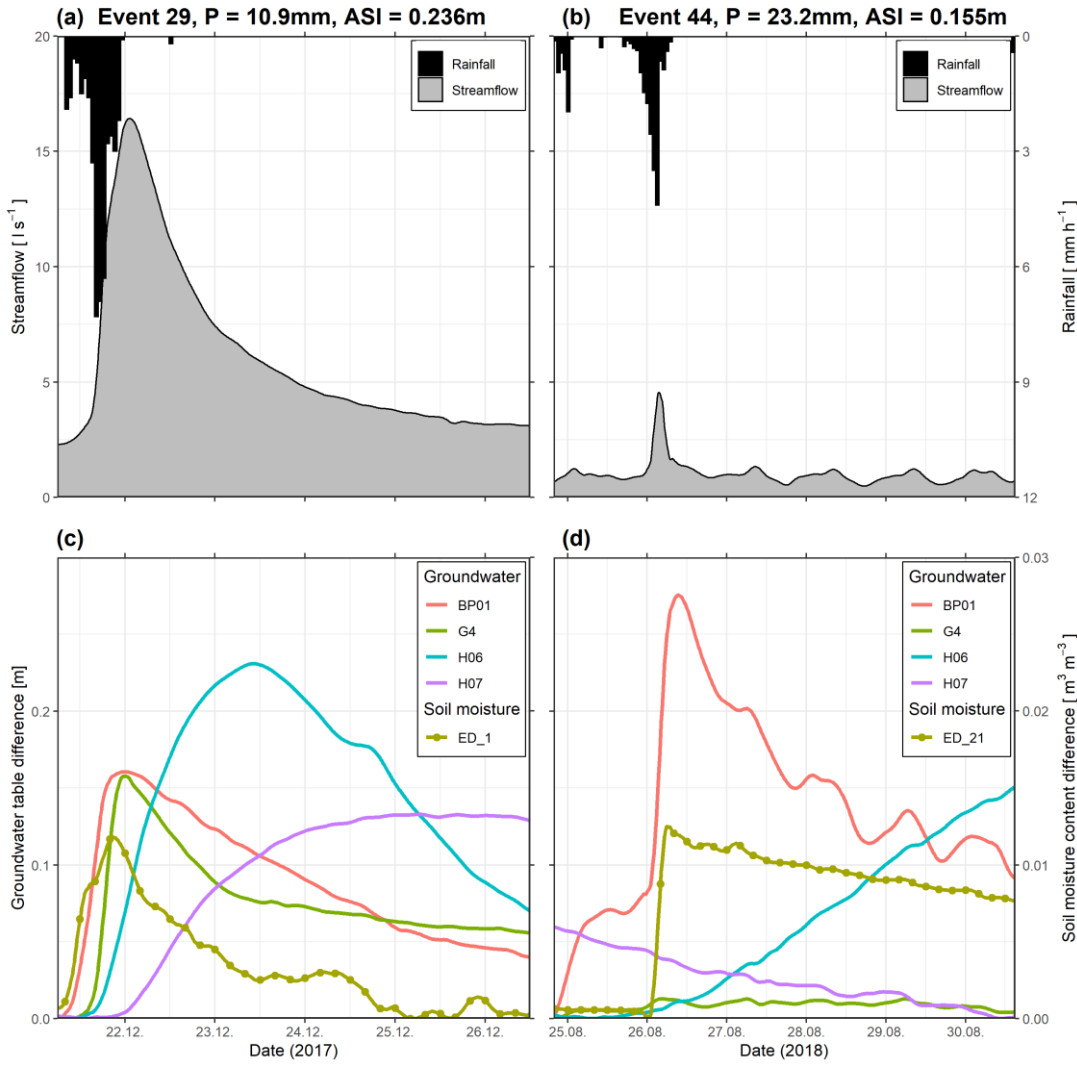 (a) Event 29, P = 10.9mm, ASI = 0.236m
(b) Event 44, P = 23.2mm, ASI = 0.155m
Rainfall
Streamflow
Rainfall
Streamflow
20
15
10
5
0
Streamflow [ l s⁻¹ ]
0
3
6
9
12
Rainfall [ mm h⁻¹ ]
(c)
(d)
Groundwater
BP01
G4
H06
H07
Soil moisture
ED_1
Groundwater
BP01
G4
H06
H07
Soil moisture
ED_21
0.2
0.1
0.0
Groundwater table difference [m]
0.03
0.02
0.01
0.00
Soil moisture content difference [ m³ m⁻³ ]
22.12. 23.12. 24.12. 25.12. 26.12.
25.08. 26.08. 27.08. 28.08. 29.08. 30.08.
Date (2017)
Date (2018)